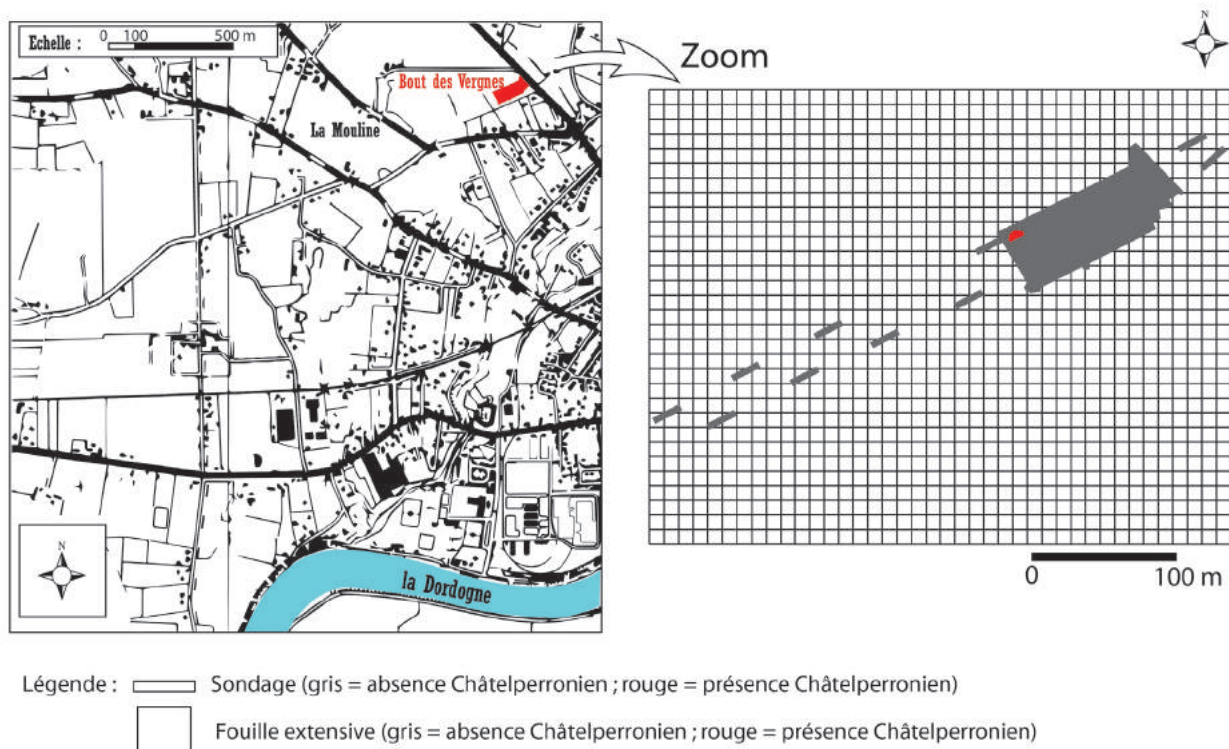 Echelle : 0 100 500 m
N
Zoom
Bout des Vergnes
La Mouline
N
la Dordogne
0 100 m
Légende : Sondage (gris = absence Châtelperronien ; rouge = présence Châtelperronien)
Fouille extensive (gris = absence Châtelperronien ; rouge = présence Châtelperronien)